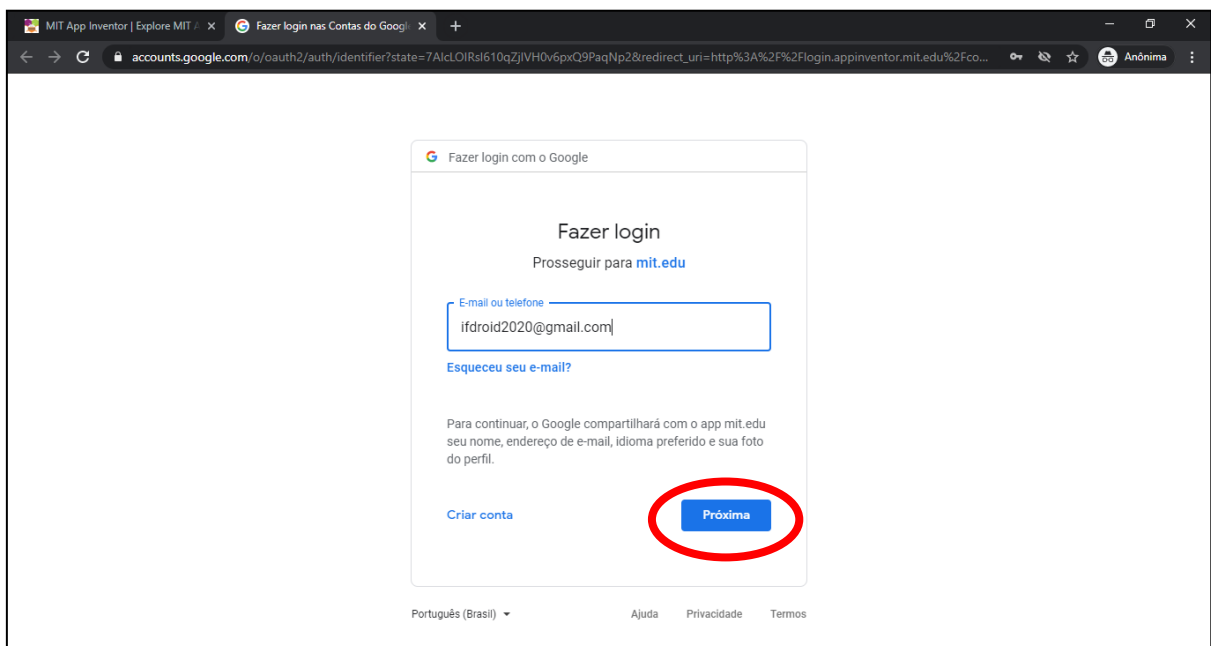 MIT App Inventor | Explore MIT A
Fazer login nas Contas do Googl
accounts.google.com/o/oauth2/auth/identifier?state=7AIcLOIRsI610qZjIVH0v6pxQ9PaqNp2&redirect_uri=http%3A%2F%2Flogin.appinventor.mit.edu%2Fco...
Anônima
Fazer login com o Google
Fazer login
Prosseguir para mit.edu
E-mail ou telefone
ifdroid2020@gmail.com
Esqueceu seu e-mail?
Para continuar, o Google compartilhará com o app mit.edu
seu nome, endereço de e-mail, idioma preferido e sua foto
do perfil.
Criar conta
Próxima
Português (Brasil)
Ajuda Privacidade Termos